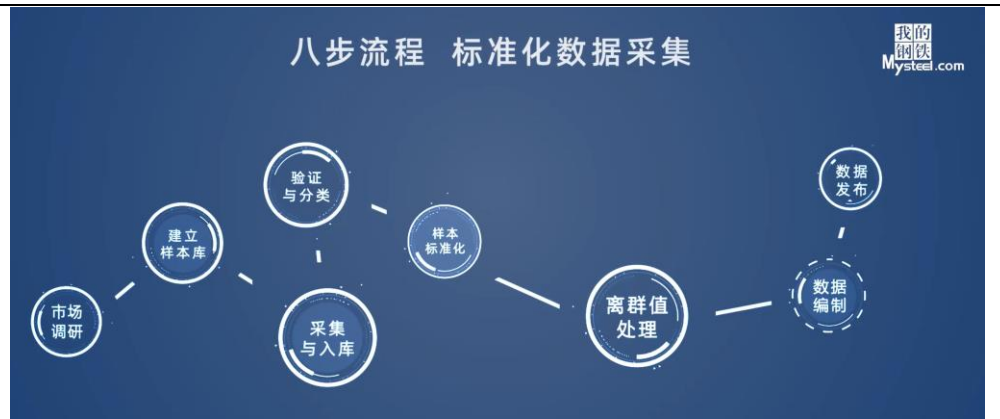 八步流程 标准化数据采集
我的
钢铁
Mysteel.com
市场
调研
建立
样本库
采集
与入库
验证
与分类
样本
标准化
离群值
处理
数据
编制
数据
发布